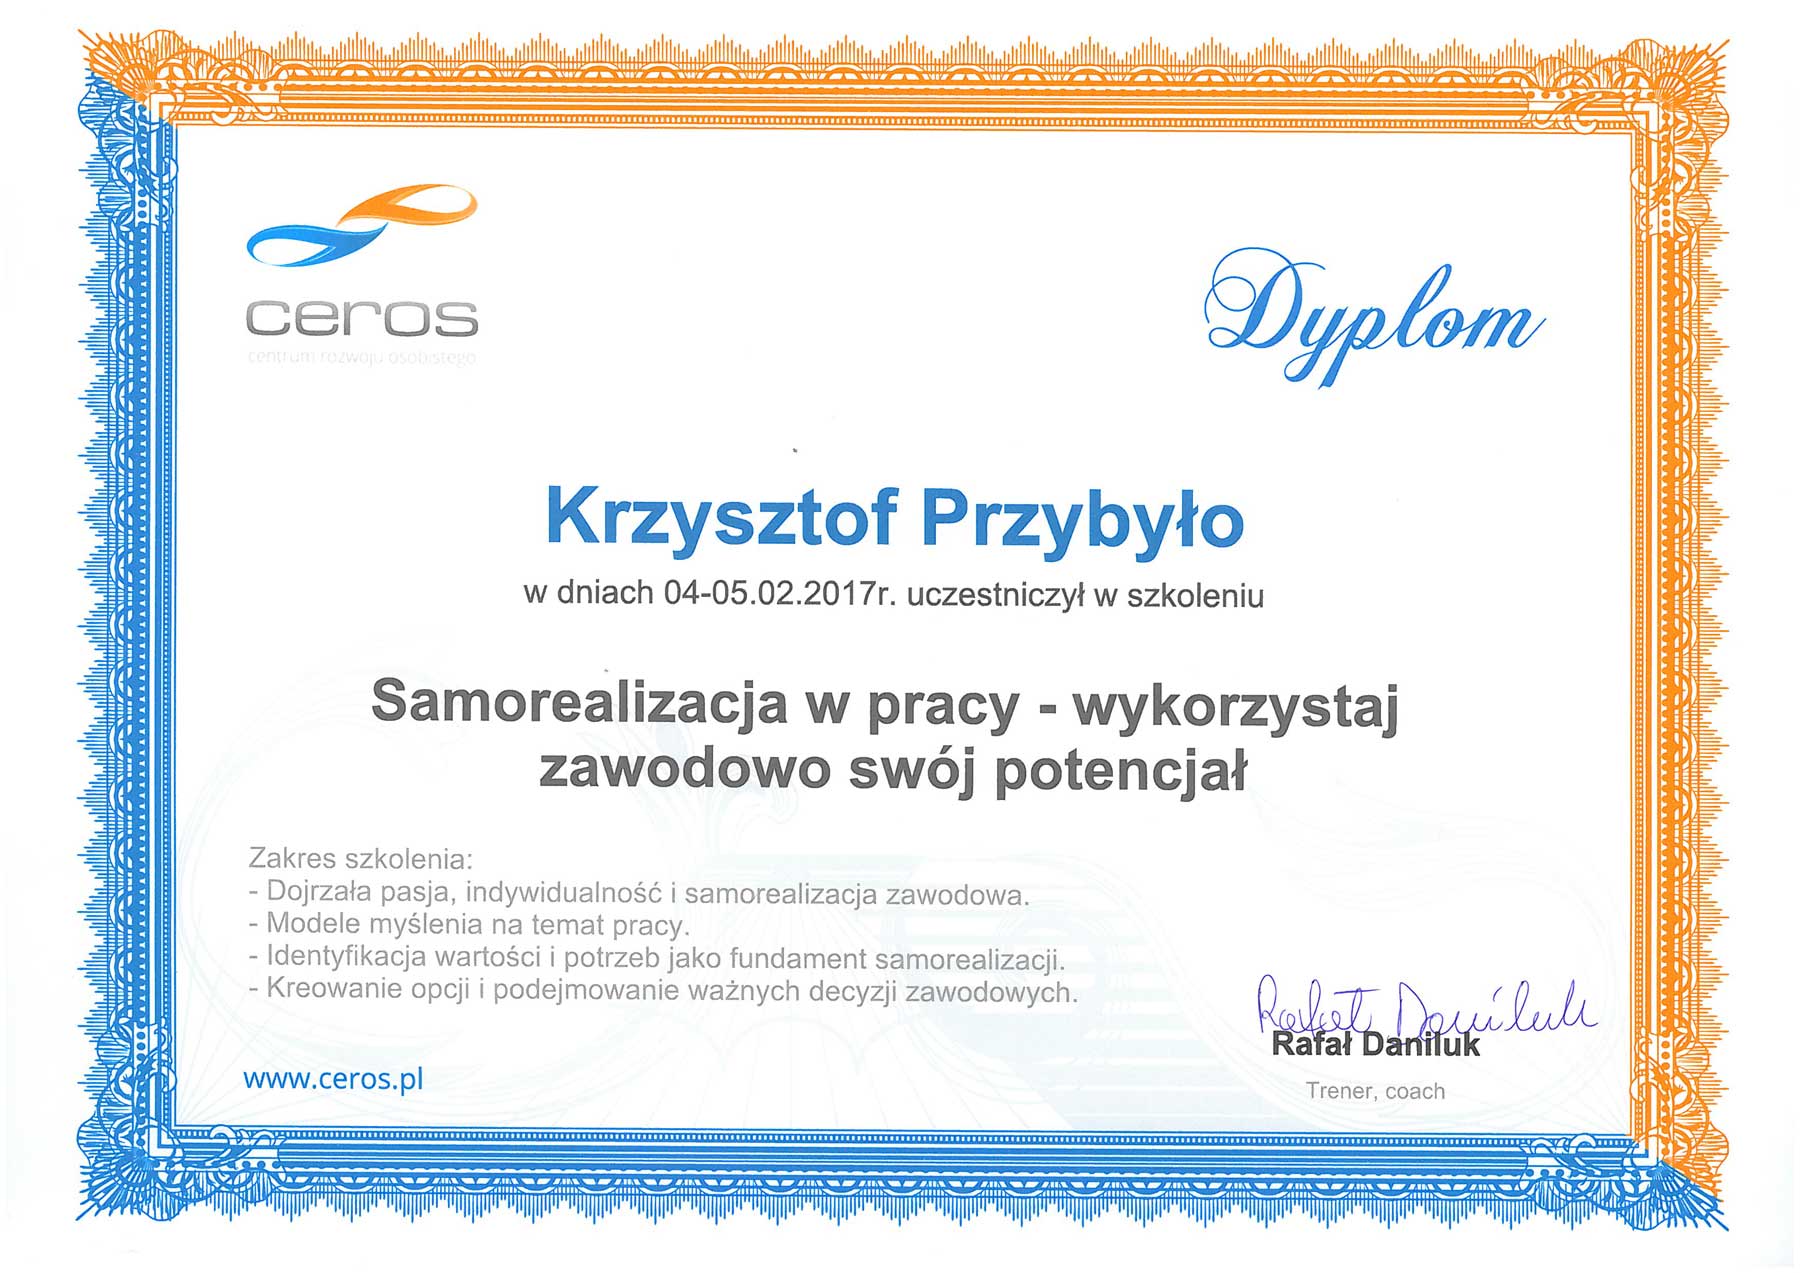 ceros
centrum rozwoju osobistego
Dyplom
Krzysztof Przybyło
w dniach 04-05.02.2017r. uczestniczył w szkoleniu
Samorealizacja w pracy - wykorzystaj
zawodowo swój potencjał
Zakres szkolenia:
- Dojrzała pasja, indywidualność i samorealizacja zawodowa.
- Modele myślenia na temat pracy.
- Identyfikacja wartości i potrzeb jako fundament samorealizacji.
- Kreowanie opcji i podejmowanie ważnych decyzji zawodowych.
Rafał Daniluk
Rafał Daniluk
Trener, coach
www.ceros.pl